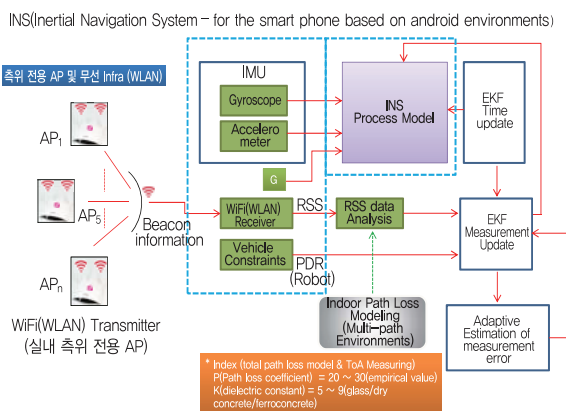 INS(Inertial Navigation System - for the smart phone based on android environments)
측위 전용 AP 및 무선 Infra (WLAN)
AP1
AP5
APn
WiFi(WLAN) Transmitter
(실내 측위 전용 AP)
Beacon
information
IMU
Gyroscope
Accelero
meter
G
WiFi(WLAN)
Receiver
Vehicle
Constraints
RSS
PDR
(Robot)
INS
Process Model
RSS data
Analysis
Indoor Path Loss
Modeling
(Multi-path
Environments)
EKF
Time
update
EKF
Measurement
Update
Adaptive
Estimation of
measurement
error
* Index (total path loss model & ToA Measuring)
P(Path loss coefficient) = 20 ~ 30(empirical value)
K(dielectric constant) = 5 ~ 9(glass/dry
concrete/ferroconcrete)